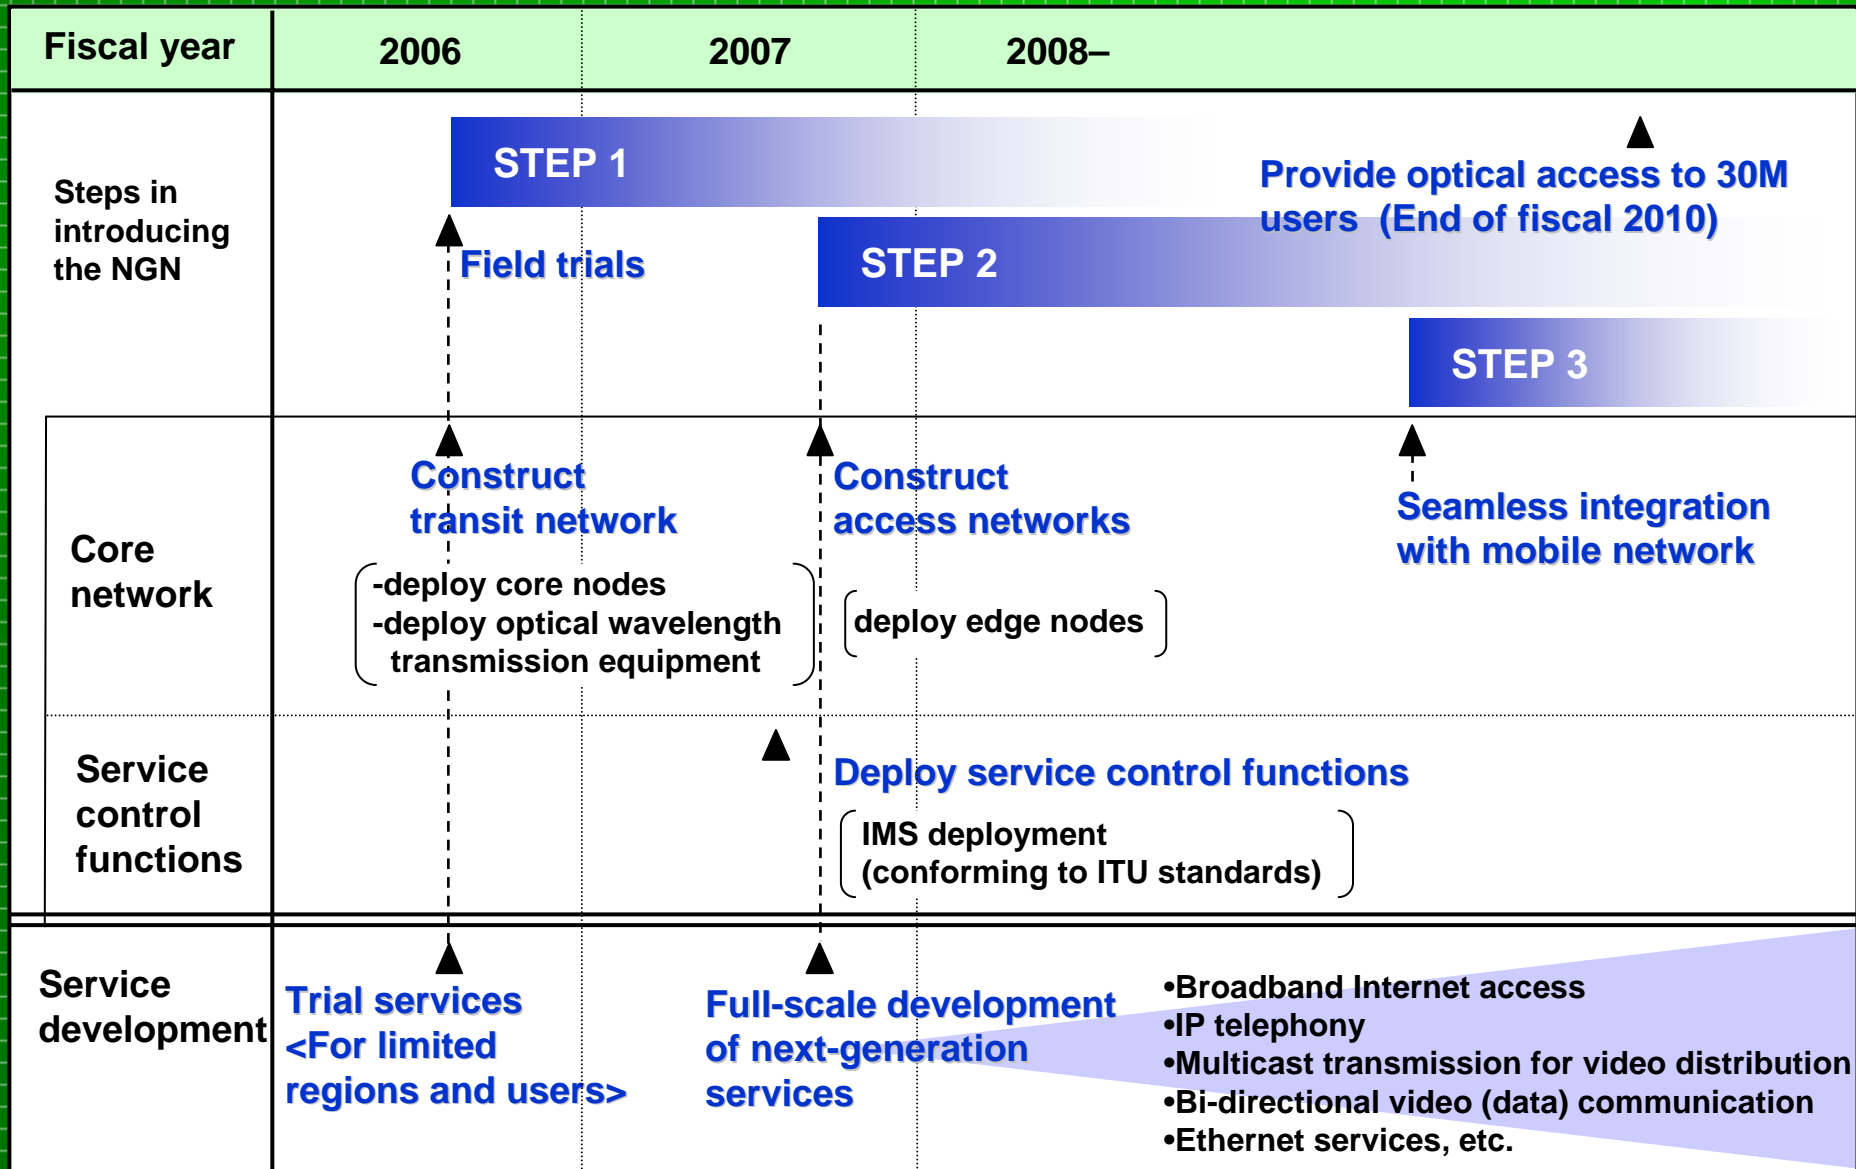 Fiscal year
2006
2007
2008–
Steps in
introducing
the NGN
STEP 1
Field trials
STEP 2
Provide optical access to 30M
users (End of fiscal 2010)
STEP 3
Core
network
Construct
transit network
-deploy core nodes
-deploy optical wavelength
transmission equipment
Construct
access networks
deploy edge nodes
Seamless integration
with mobile network
Service
control
functions
Deploy service control functions
IMS deployment
(conforming to ITU standards)
Service
development
Trial services
<For limited
regions and users>
Full-scale development
of next-generation
services
•Broadband Internet access
•IP telephony
•Multicast transmission for video distribution
•Bi-directional video (data) communication
•Ethernet services, etc.